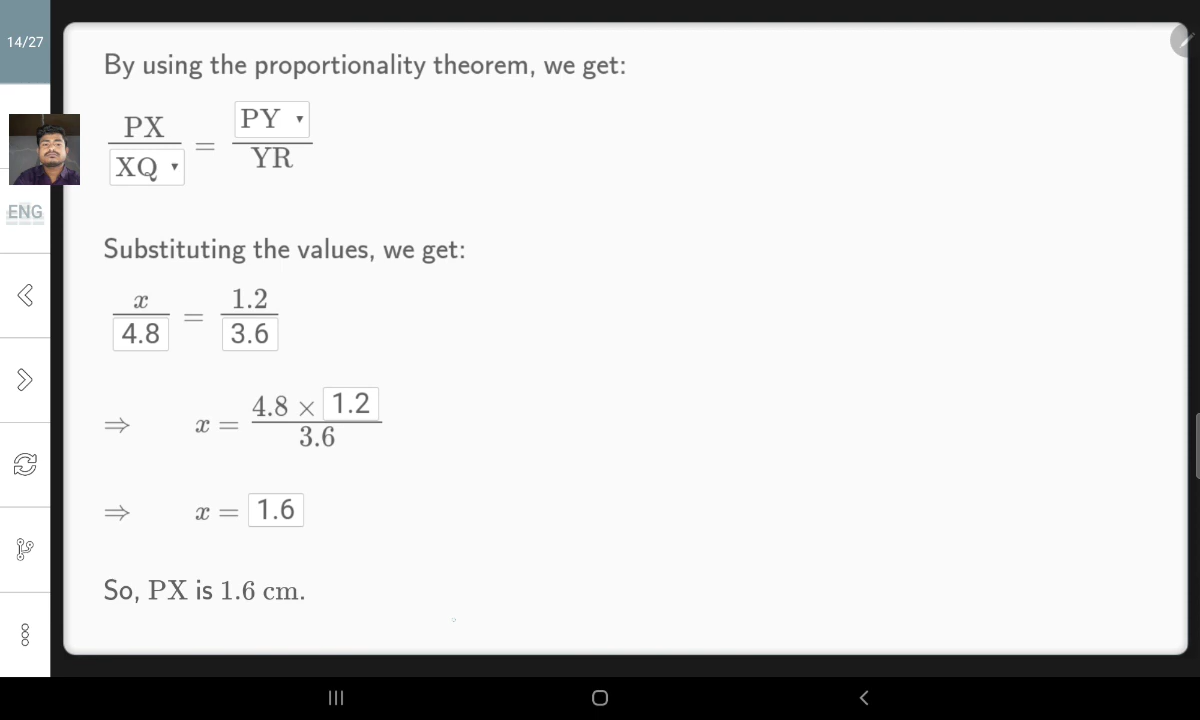 14/27
ENG
By using the proportionality theorem, we get:
PX / XQ = PY / YR
Substituting the values, we get:
x / 4.8 = 1.2 / 3.6
⇒ x = 4.8 × 1.2 / 3.6
⇒ x = 1.6
So, PX is 1.6 cm.